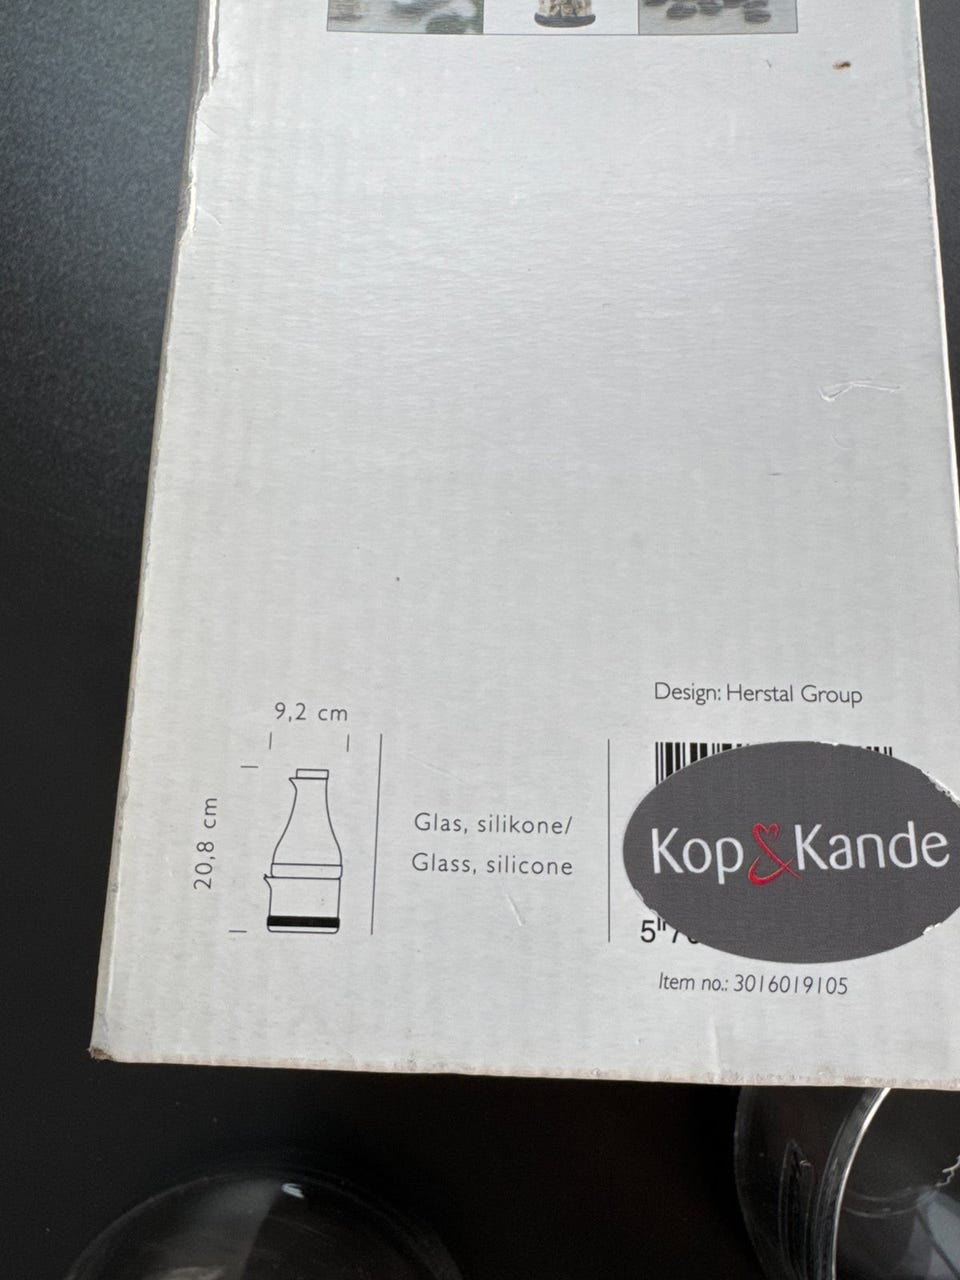 Design: Herstal Group
9,2 cm
20,8 cm
Glas, silikone/
Glass, silicone
Kop&Kande
Item no.: 3016019105